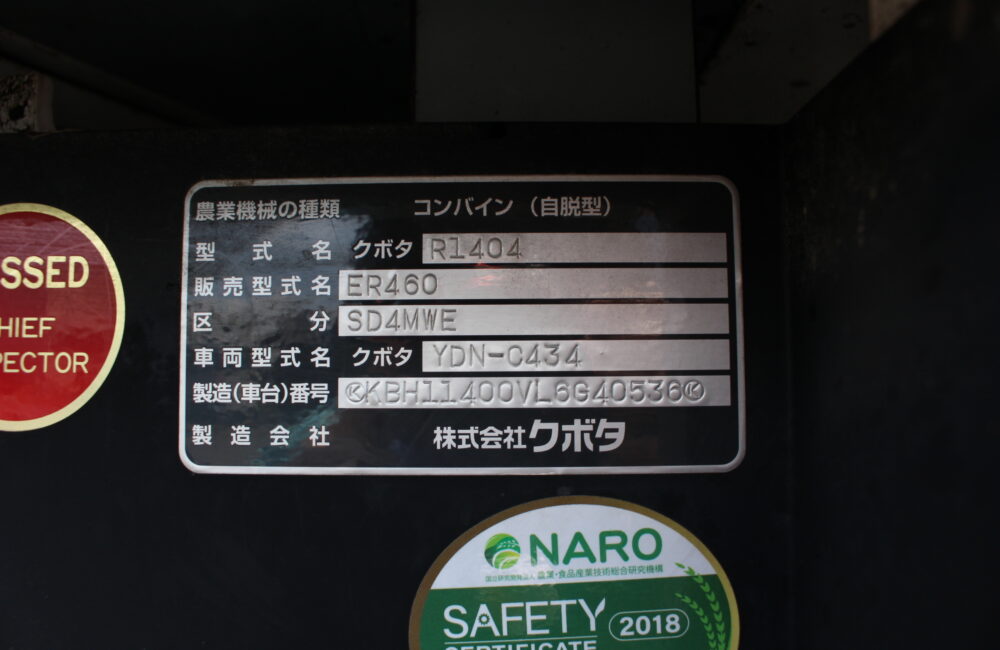 農業機械の種類 コンバイン（自脱型）
型式名 クボタ R1404
販売型式名 ER460
区分 SD4MWE
車両型式名 クボタ YDN-C434
製造(車台)番号 ⓀKBH11400VL6G40536Ⓚ
製造会社 株式会社クボタ
SSED
HIEF
PECTOR
NARO
国立研究開発法人 農業・食品産業技術総合研究機構
SAFETY 2018
CERTIFICATE